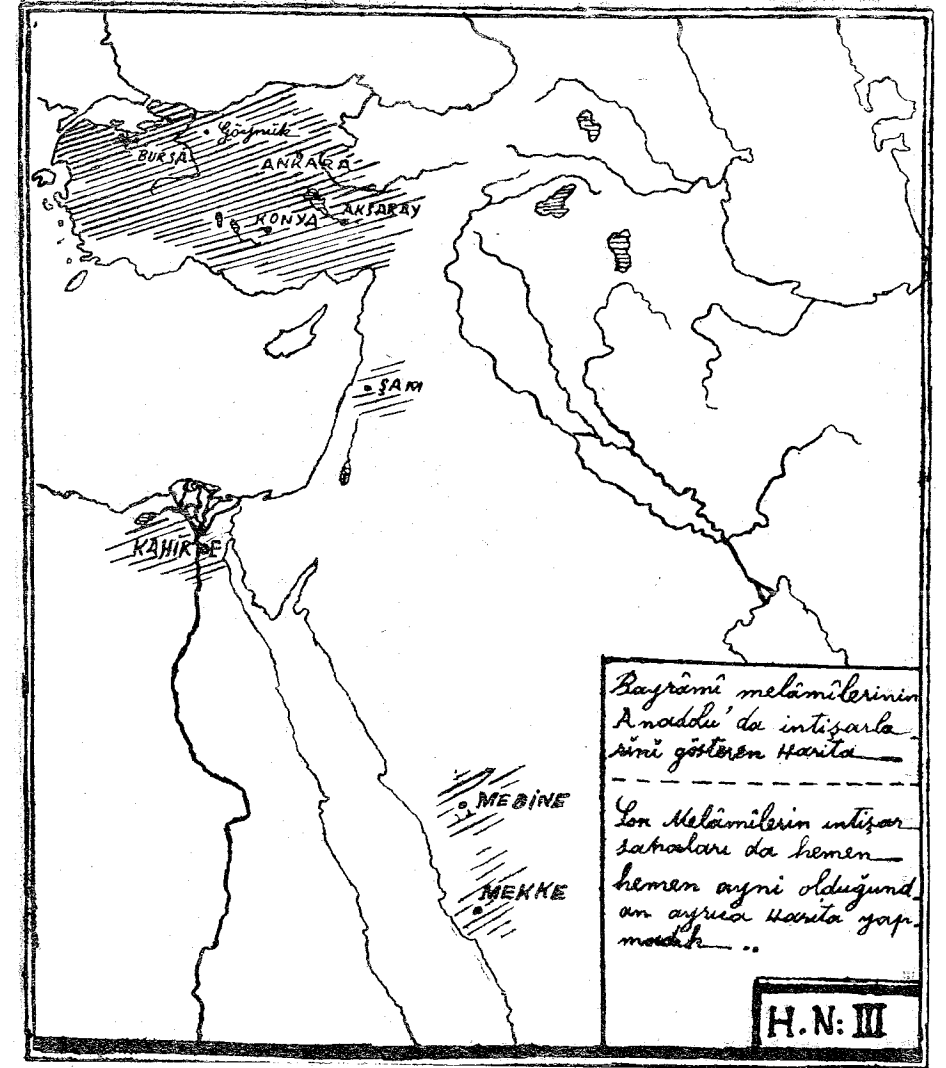 Göynük
BURSA
ANKARA
KONYA
AKSARAY
ŞAM
KAHİRE
MEDİNE
MEKKE
Bayrâmî melâmîlerinin
Anadolu'da intişarla-
rını gösteren Harita
Son Melâmîlerin intişar
sahaları da hemen
hemen ayni olduğund-
an ayrıca Harita yap-
madık ..
H.N: III